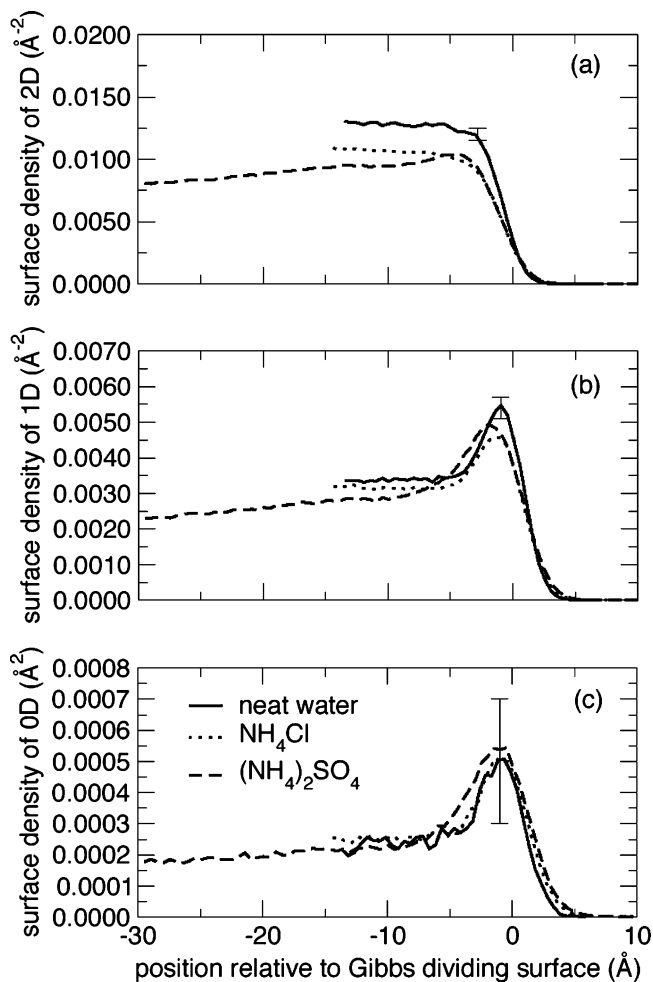 surface density of 2D (Å⁻²)
0.0200
0.0150
0.0100
0.0050
0.0000
(a)
surface density of 1D (Å⁻²)
0.0070
0.0060
0.0050
0.0040
0.0030
0.0020
0.0010
0.0000
(b)
surface density of 0D (Å²)
0.0008
0.0007
0.0006
0.0005
0.0004
0.0003
0.0002
0.0001
0.0000
(c)
neat water
NH₄Cl
(NH₄)₂SO₄
-30 -20 -10 0 10
position relative to Gibbs dividing surface (Å)